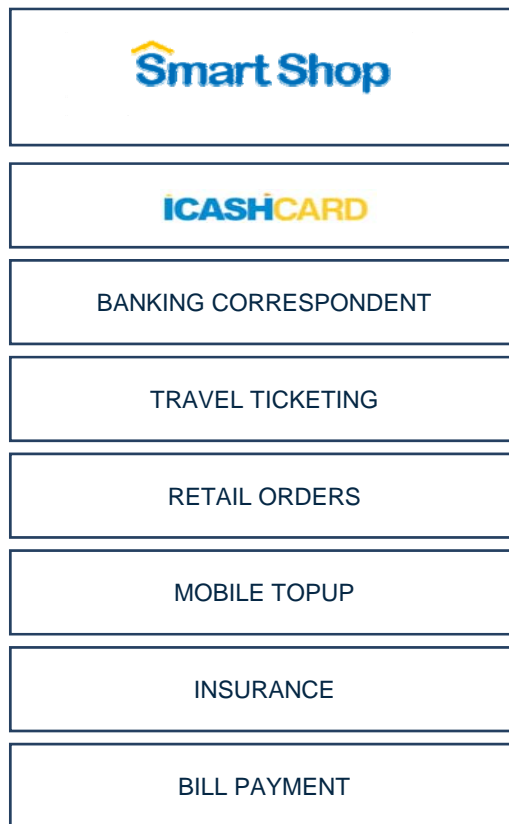 Smart Shop
ICASHCARD
BANKING CORRESPONDENT
TRAVEL TICKETING
RETAIL ORDERS
MOBILE TOPUP
INSURANCE
BILL PAYMENT